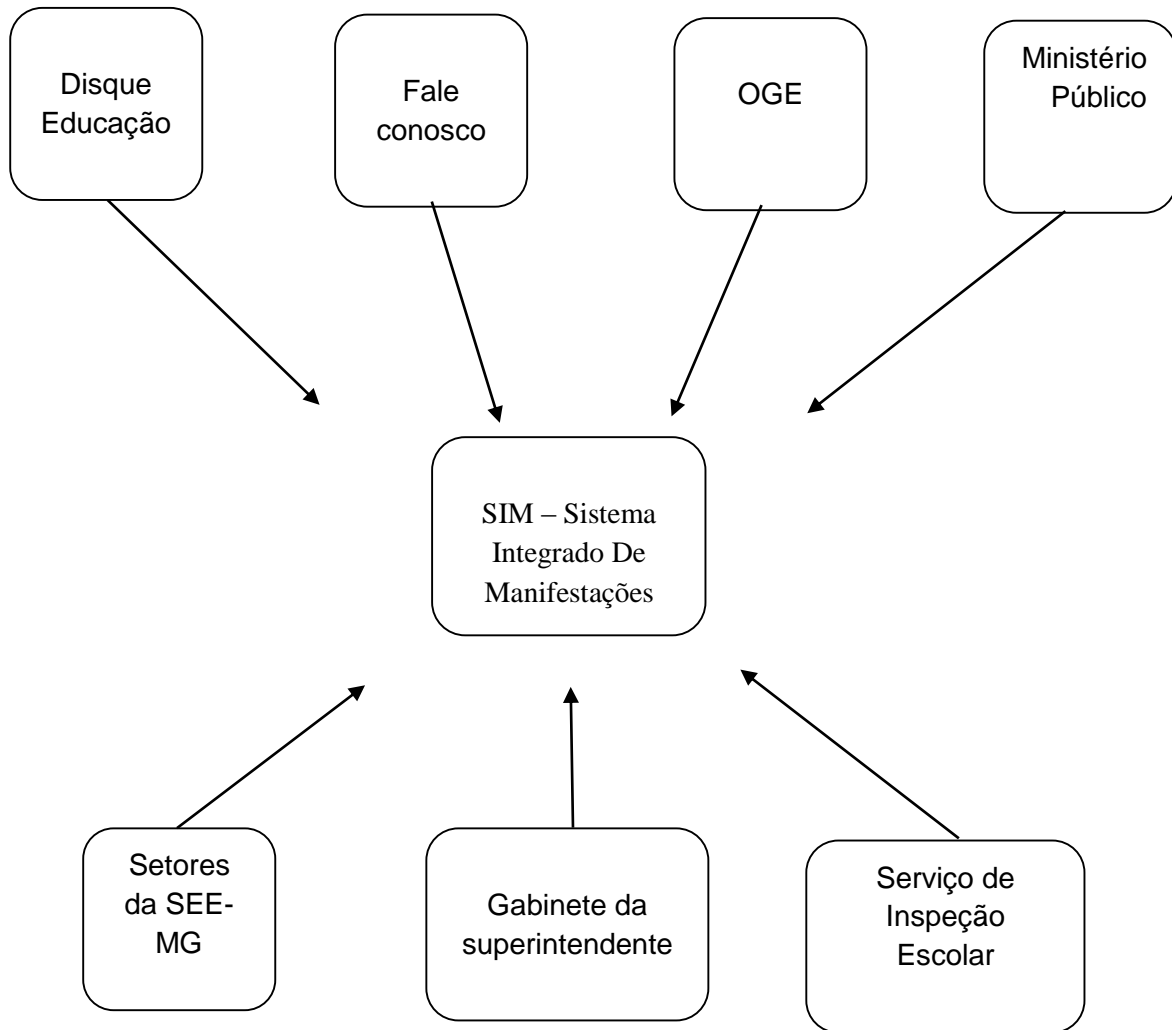 Disque
Educação
Fale
conosco
OGE
Ministério
Público
SIM – Sistema
Integrado De
Manifestações
Setores
da SEE-
MG
Gabinete da
superintendente
Serviço de
Inspeção
Escolar